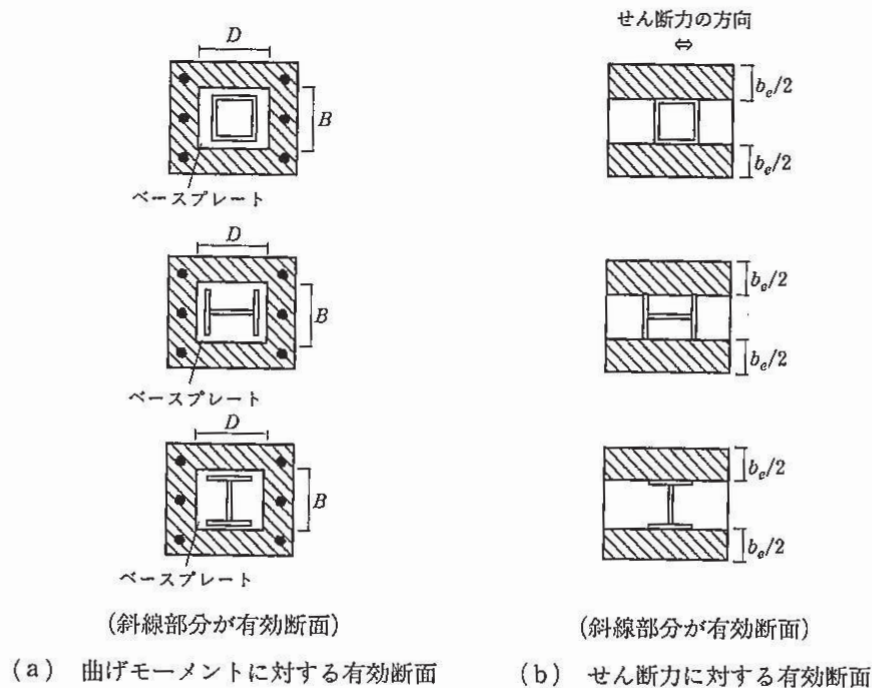 せん断力の方向
⇔
D
B
ベースプレート
b_e/2
b_e/2
D
B
ベースプレート
b_e/2
b_e/2
D
B
ベースプレート
b_e/2
b_e/2
(斜線部分が有効断面)
(斜線部分が有効断面)
(a) 曲げモーメントに対する有効断面
(b) せん断力に対する有効断面